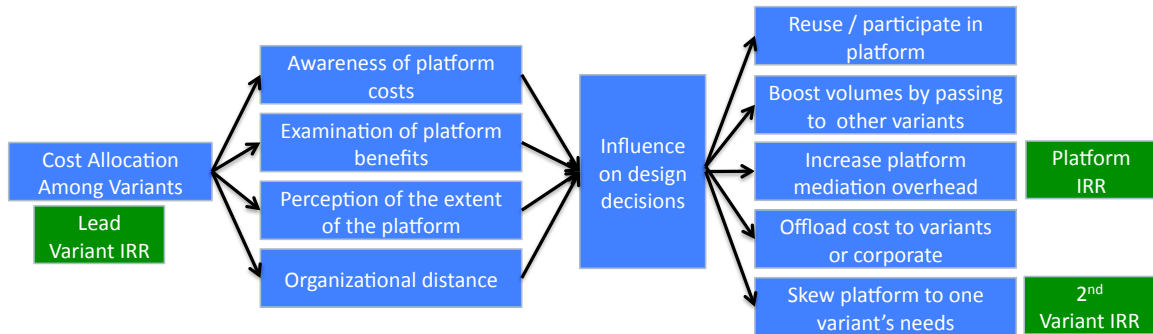 Cost Allocation
Among Variants
Lead
Variant IRR
Awareness of platform
costs
Examination of platform
benefits
Perception of the extent
of the platform
Organizational distance
Influence
on design
decisions
Reuse / participate in
platform
Boost volumes by passing
to other variants
Increase platform
mediation overhead
Offload cost to variants
or corporate
Skew platform to one
variant's needs
Platform
IRR
2nd
Variant IRR